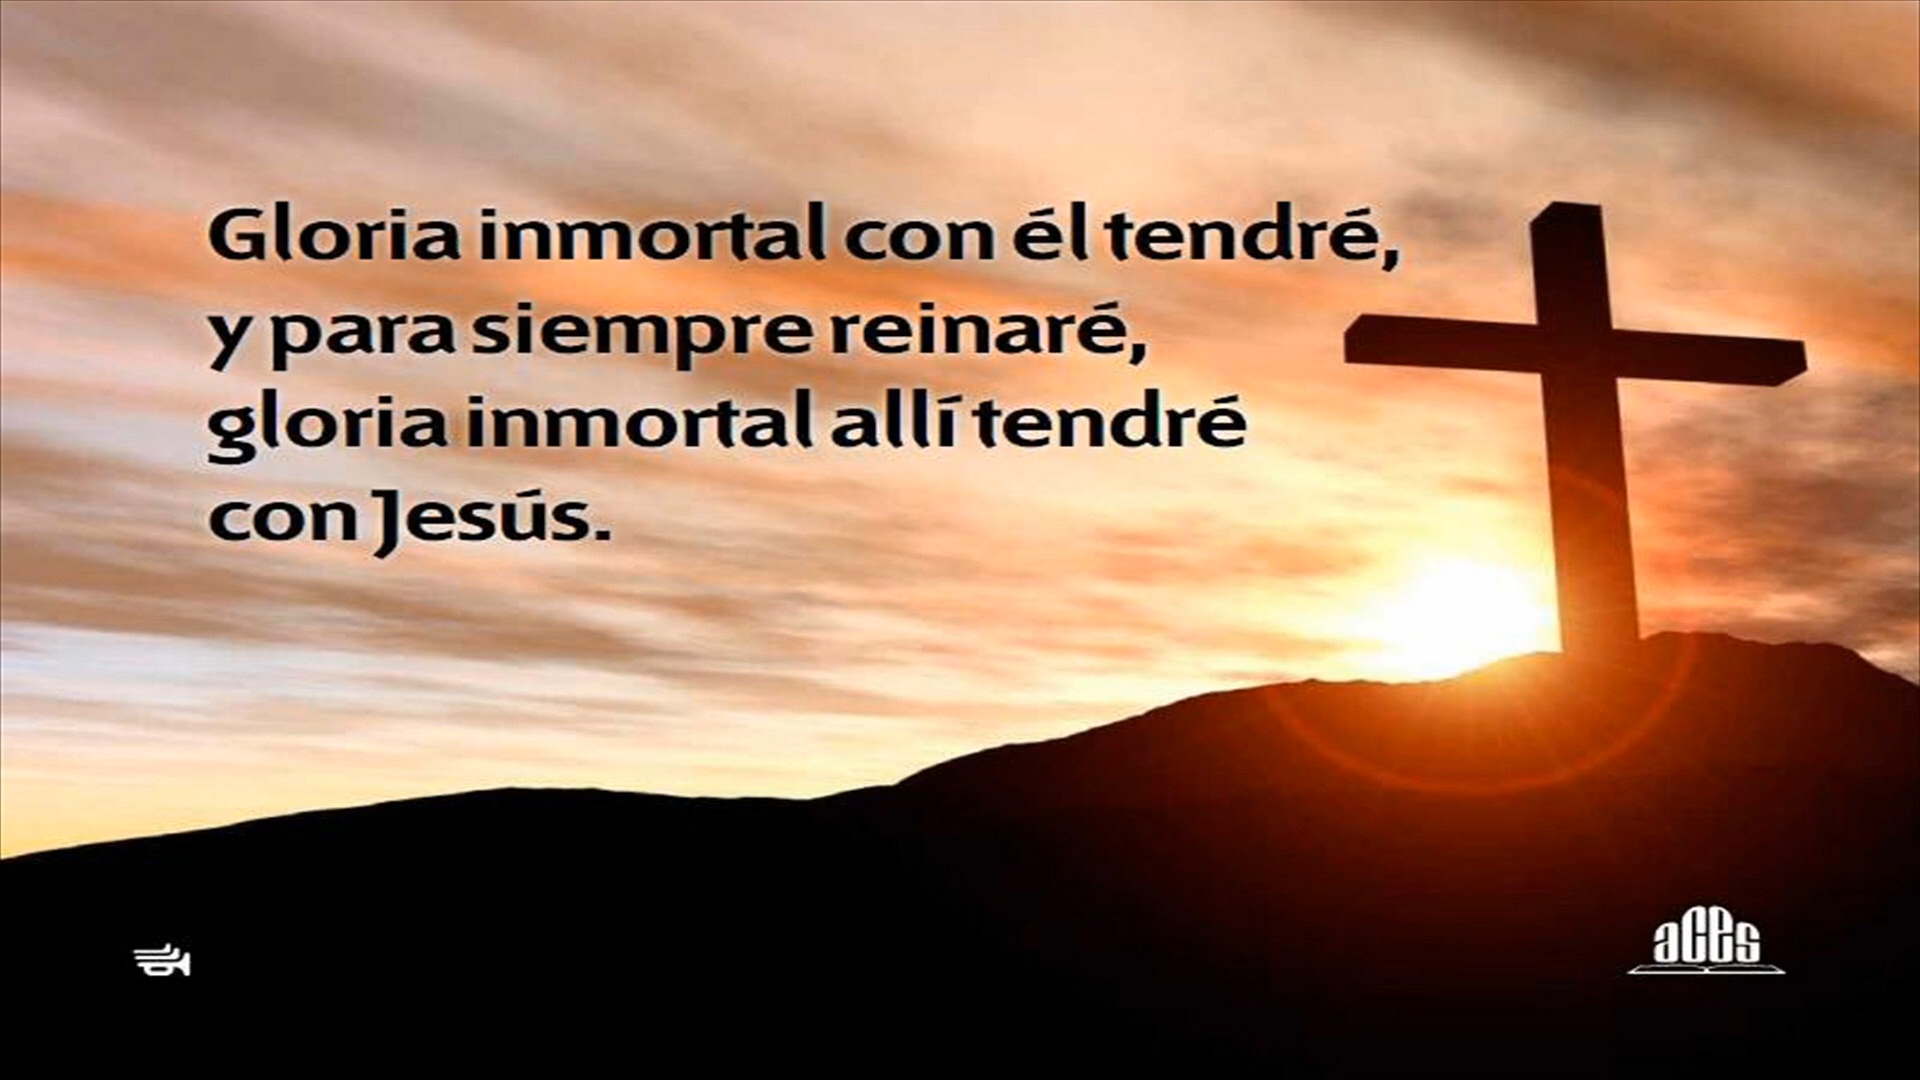 Gloria inmortal con él tendré,
y para siempre reinaré,
gloria inmortal allí tendré
con Jesús.
aces